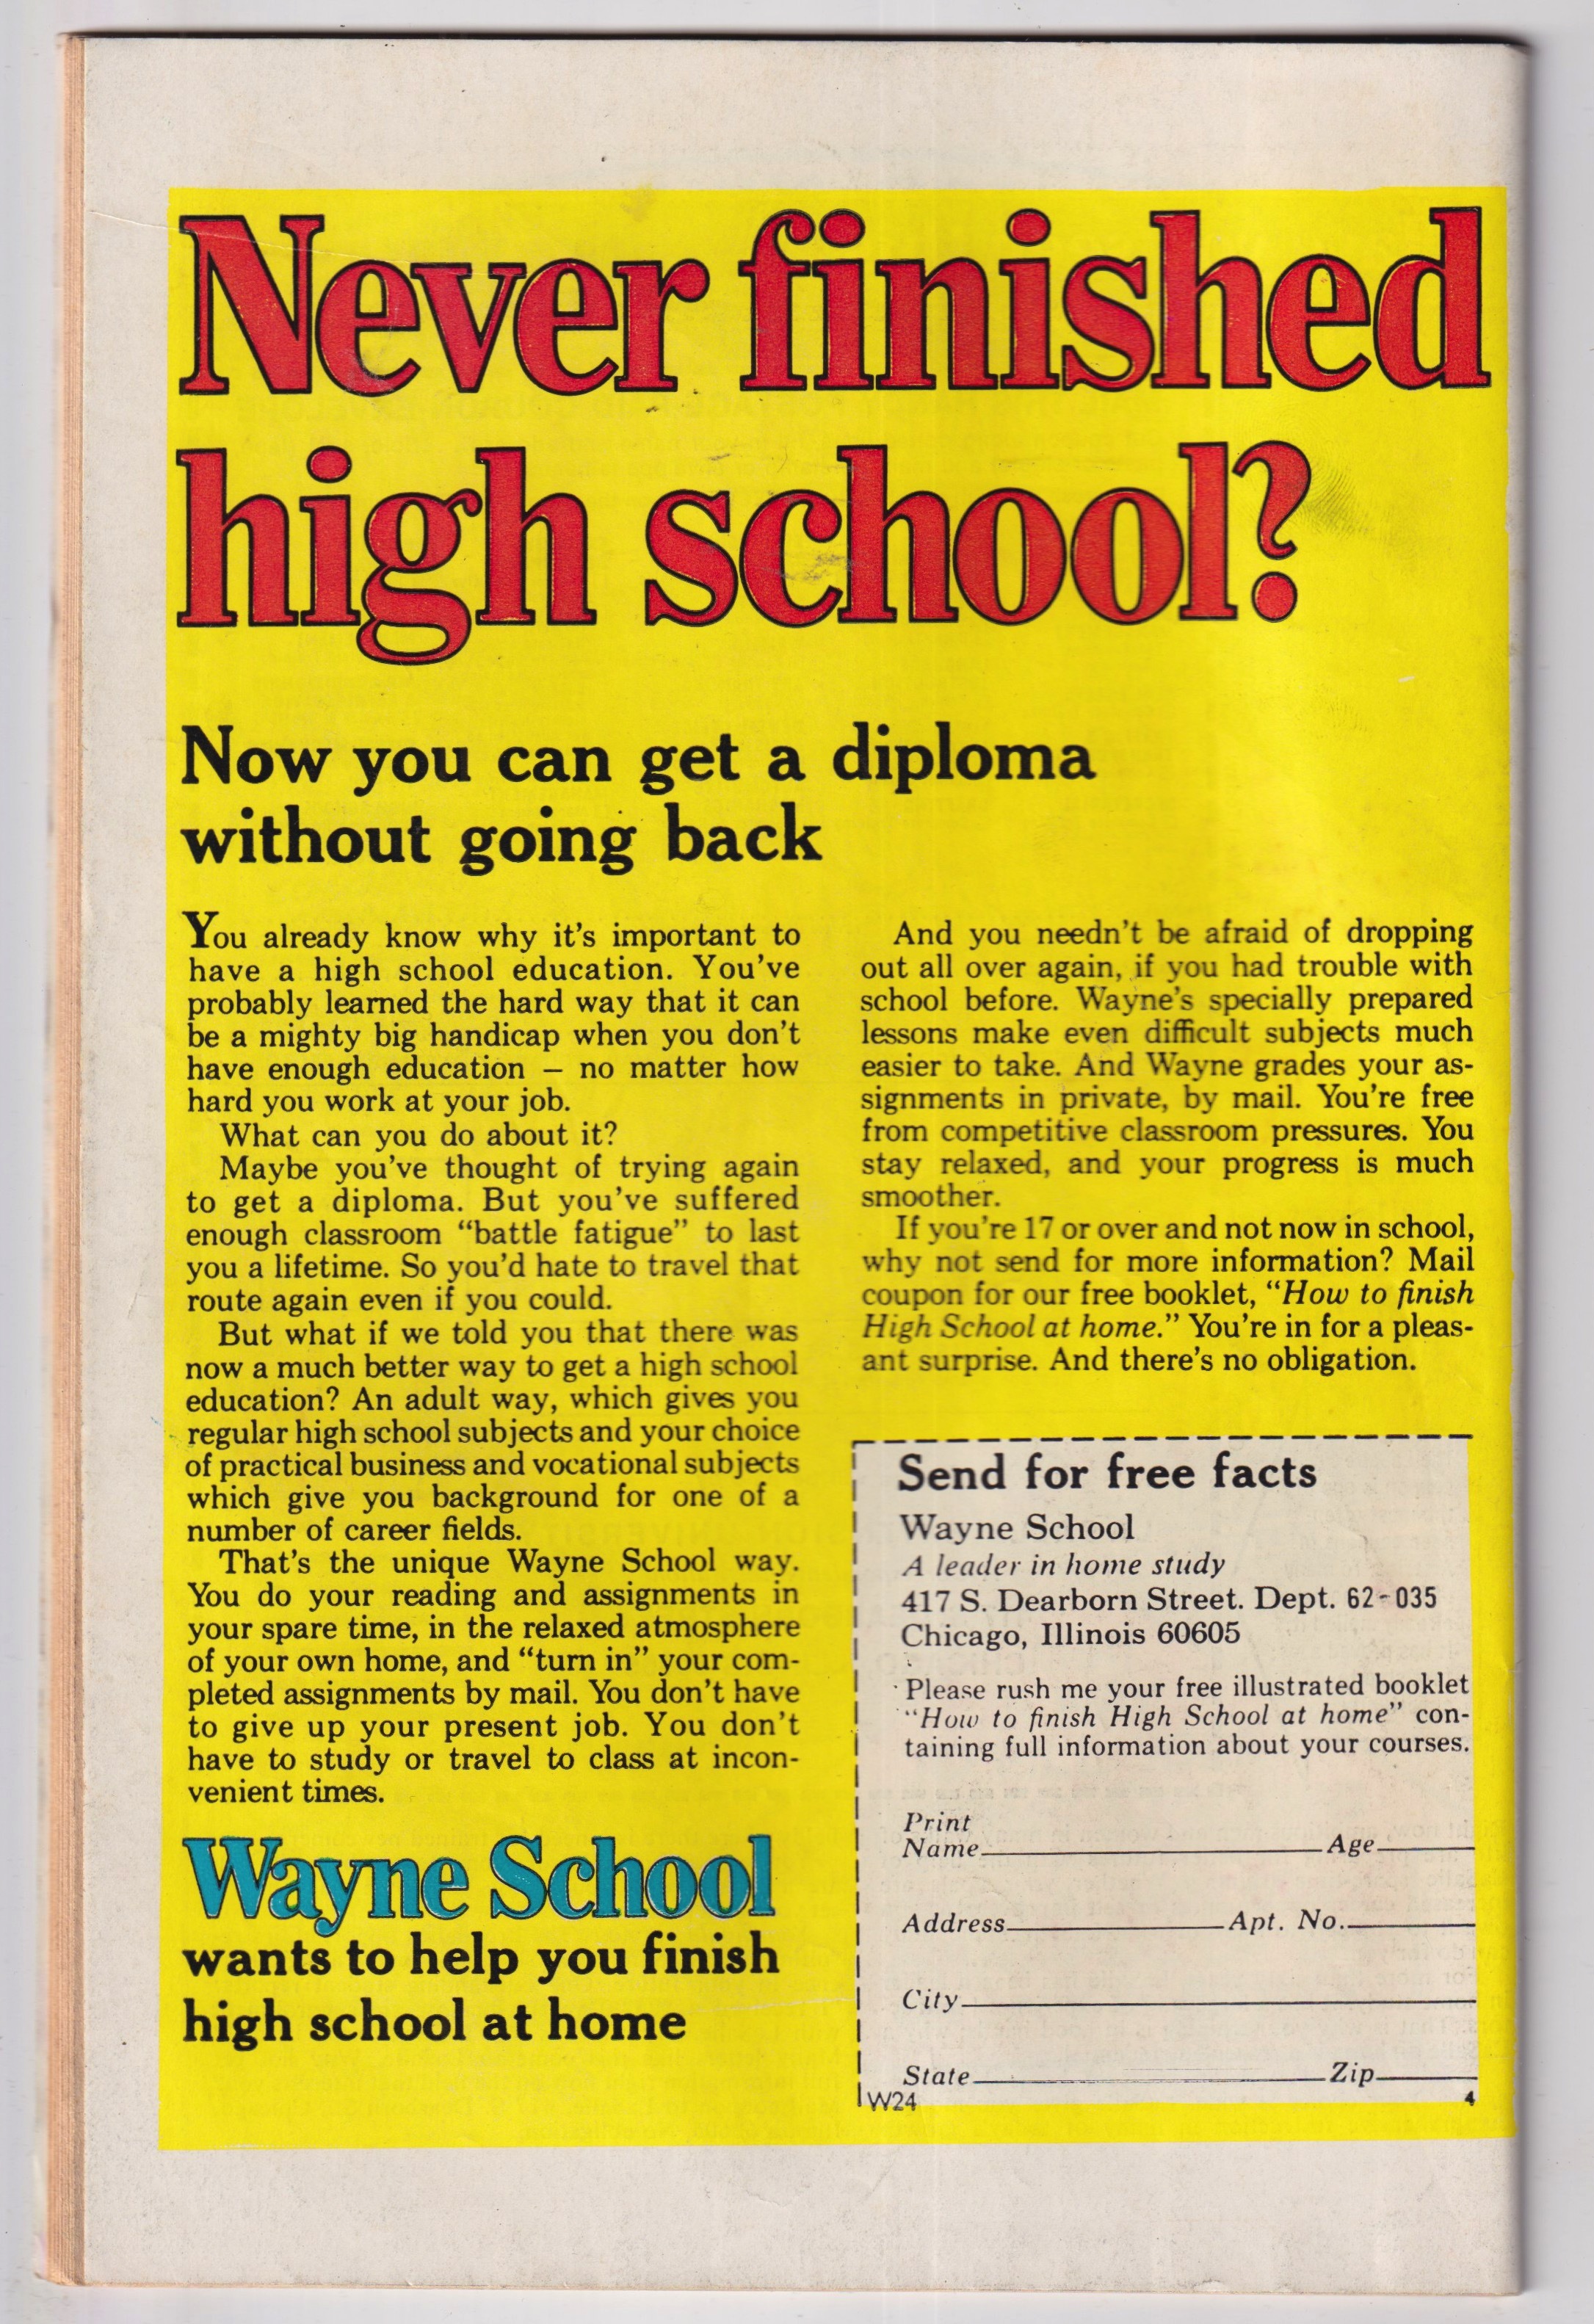 Never finished
high school?
Now you can get a diploma
without going back
You already know why it's important to
have a high school education. You've
probably learned the hard way that it can
be a mighty big handicap when you don't
have enough education – no matter how
hard you work at your job.
What can you do about it?
Maybe you've thought of trying again
to get a diploma. But you've suffered
enough classroom “battle fatigue” to last
you a lifetime. So you'd hate to travel that
route again even if you could.
But what if we told you that there was
now a much better way to get a high school
education? An adult way, which gives you
regular high school subjects and your choice
of practical business and vocational subjects
which give you background for one of a
number of career fields.
That's the unique Wayne School way.
You do your reading and assignments in
your spare time, in the relaxed atmosphere
of your own home, and “turn in” your com-
pleted assignments by mail. You don't have
to give up your present job. You don't
have to study or travel to class at incon-
venient times.
Wayne School
wants to help you finish
high school at home
And you needn't be afraid of dropping
out all over again, if you had trouble with
school before. Wayne's specially prepared
lessons make even difficult subjects much
easier to take. And Wayne grades your as-
signments in private, by mail. You're free
from competitive classroom pressures. You
stay relaxed, and your progress is much
smoother.
If you're 17 or over and not now in school,
why not send for more information? Mail
coupon for our free booklet, “How to finish
High School at home.” You're in for a pleas-
ant surprise. And there's no obligation.
Send for free facts
Wayne School
A leader in home study
417 S. Dearborn Street. Dept. 62-035
Chicago, Illinois 60605
Please rush me your free illustrated booklet
“How to finish High School at home” con-
taining full information about your courses.
Print
Name Age
Address Apt. No.
City
State Zip
W24 4